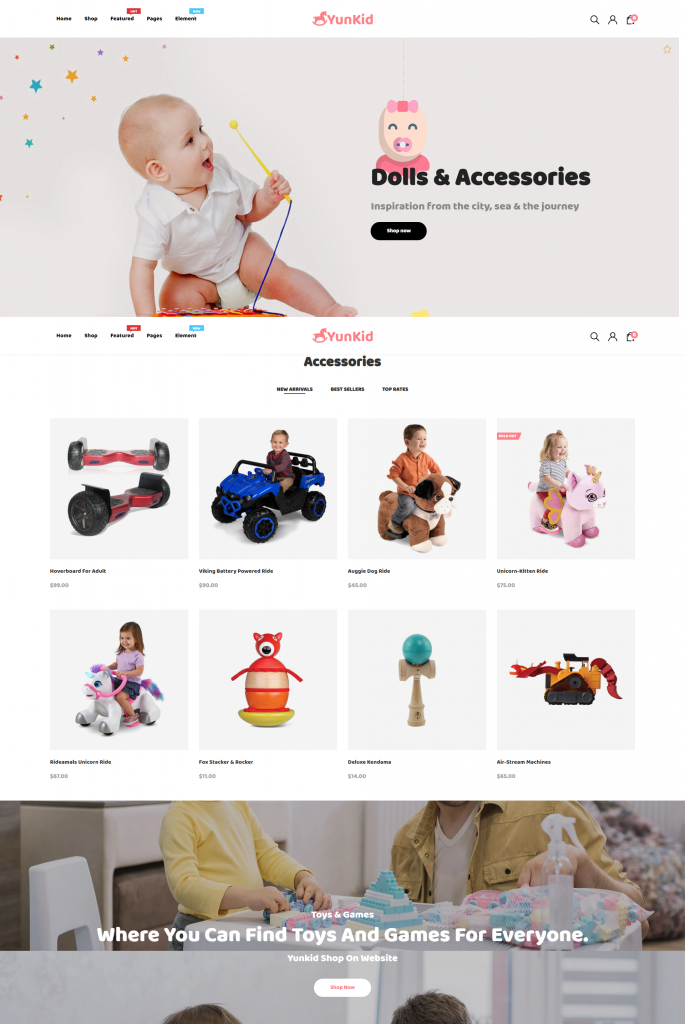 HOT
NEW
Home Shop Featured Pages Element
YunKid
0
Dolls & Accessories
Inspiration from the city, sea & the journey
Shop now
HOT
NEW
Home Shop Featured Pages Element
YunKid
0
Accessories
NEW ARRIVALS BEST SELLERS TOP RATES
SOLD OUT
Hoverboard For Adult
$99.00
Viking Battery Powered Ride
$90.00
Auggie Dog Ride
$45.00
Unicorn-Kitten Ride
$75.00
Rideamals Unicorn Ride
$67.00
Fox Stacker & Rocker
$11.00
Deluxe Kendama
$14.00
Air-Stream Machines
$65.00
Toys & Games
Where You Can Find Toys And Games For Everyone.
Yunkid Shop On Website
Shop Now